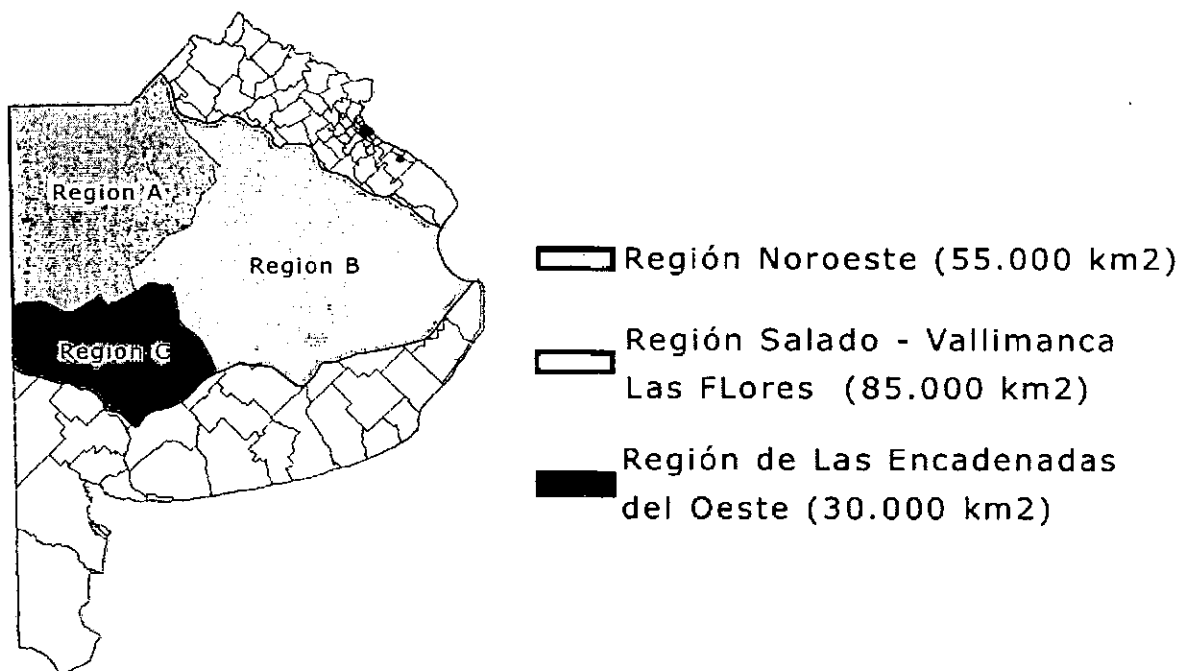 Region A
Region B
Region C
Región Noroeste (55.000 km2)
Región Salado - Vallimanca
Las FLores (85.000 km2)
Región de Las Encadenadas
del Oeste (30.000 km2)